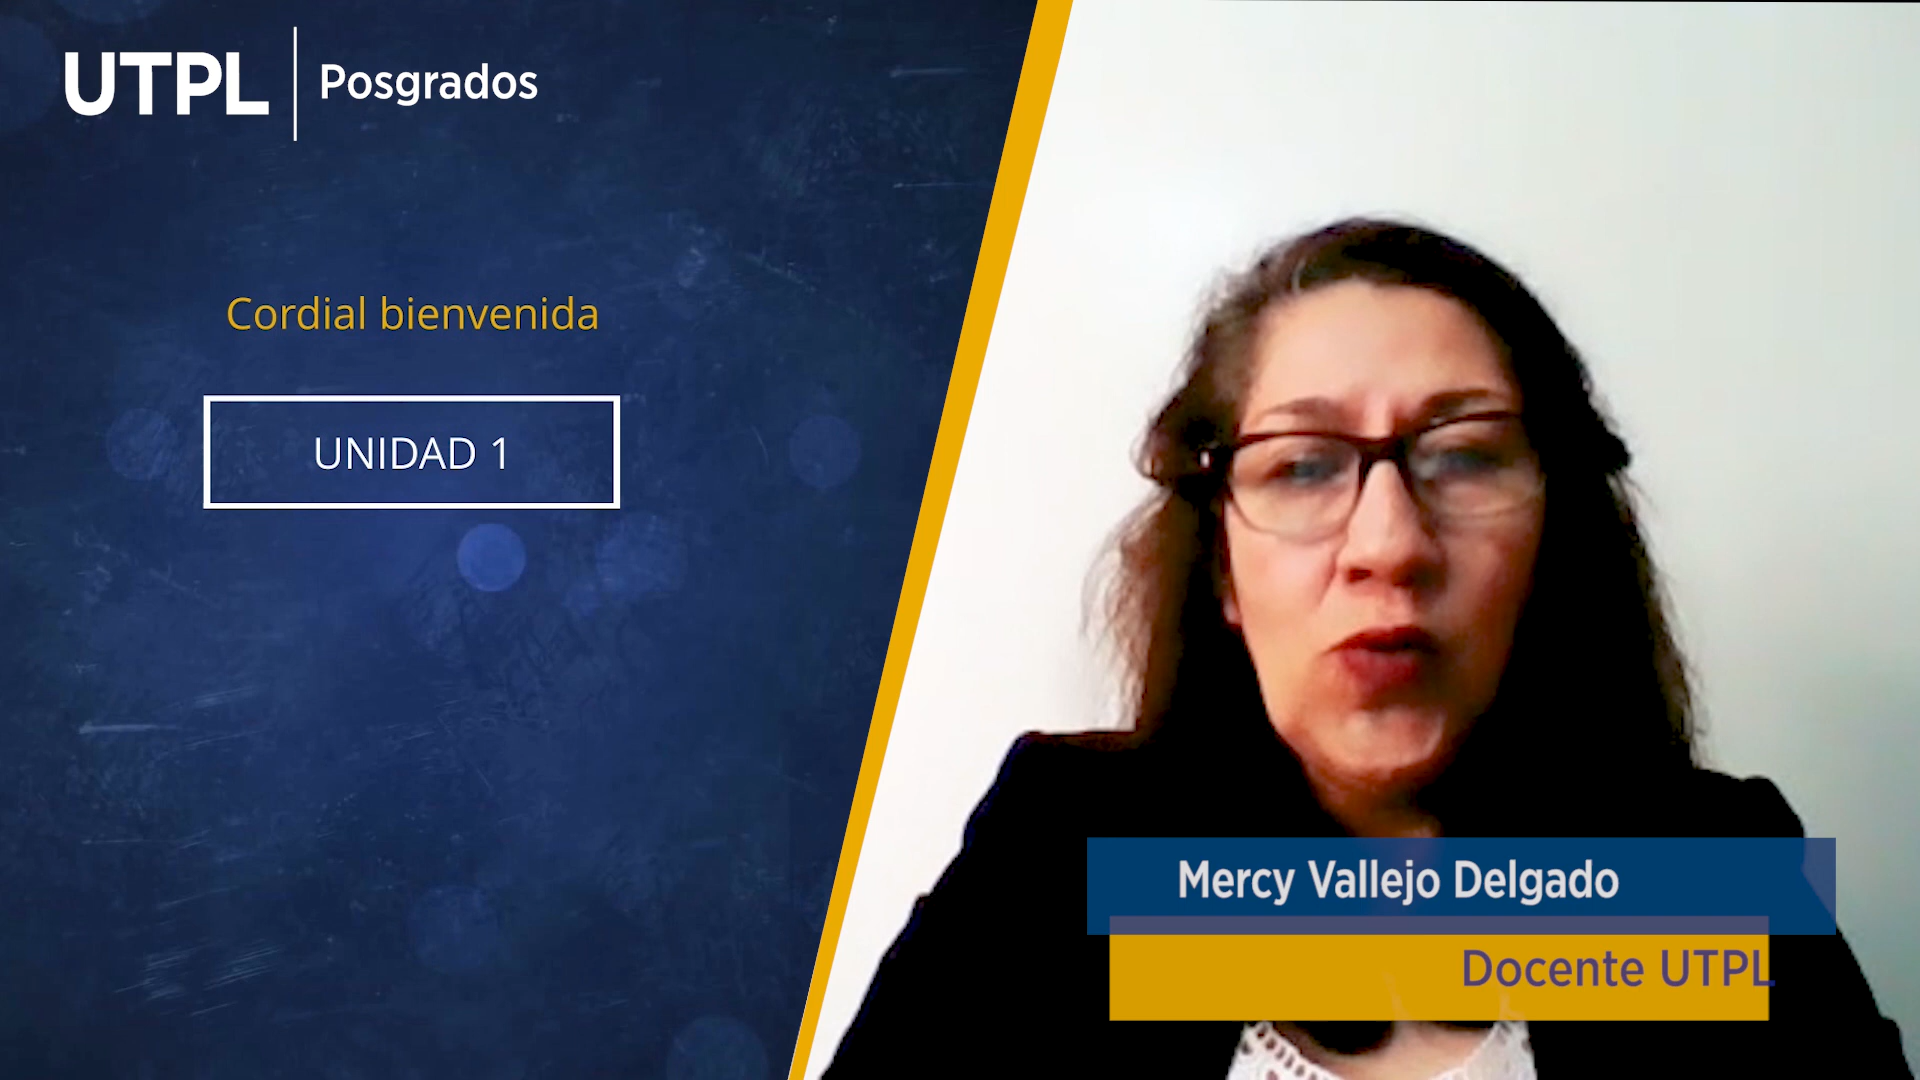 UTPL | Posgrados
Cordial bienvenida
UNIDAD 1
Mercy Vallejo Delgado
Docente UTPL